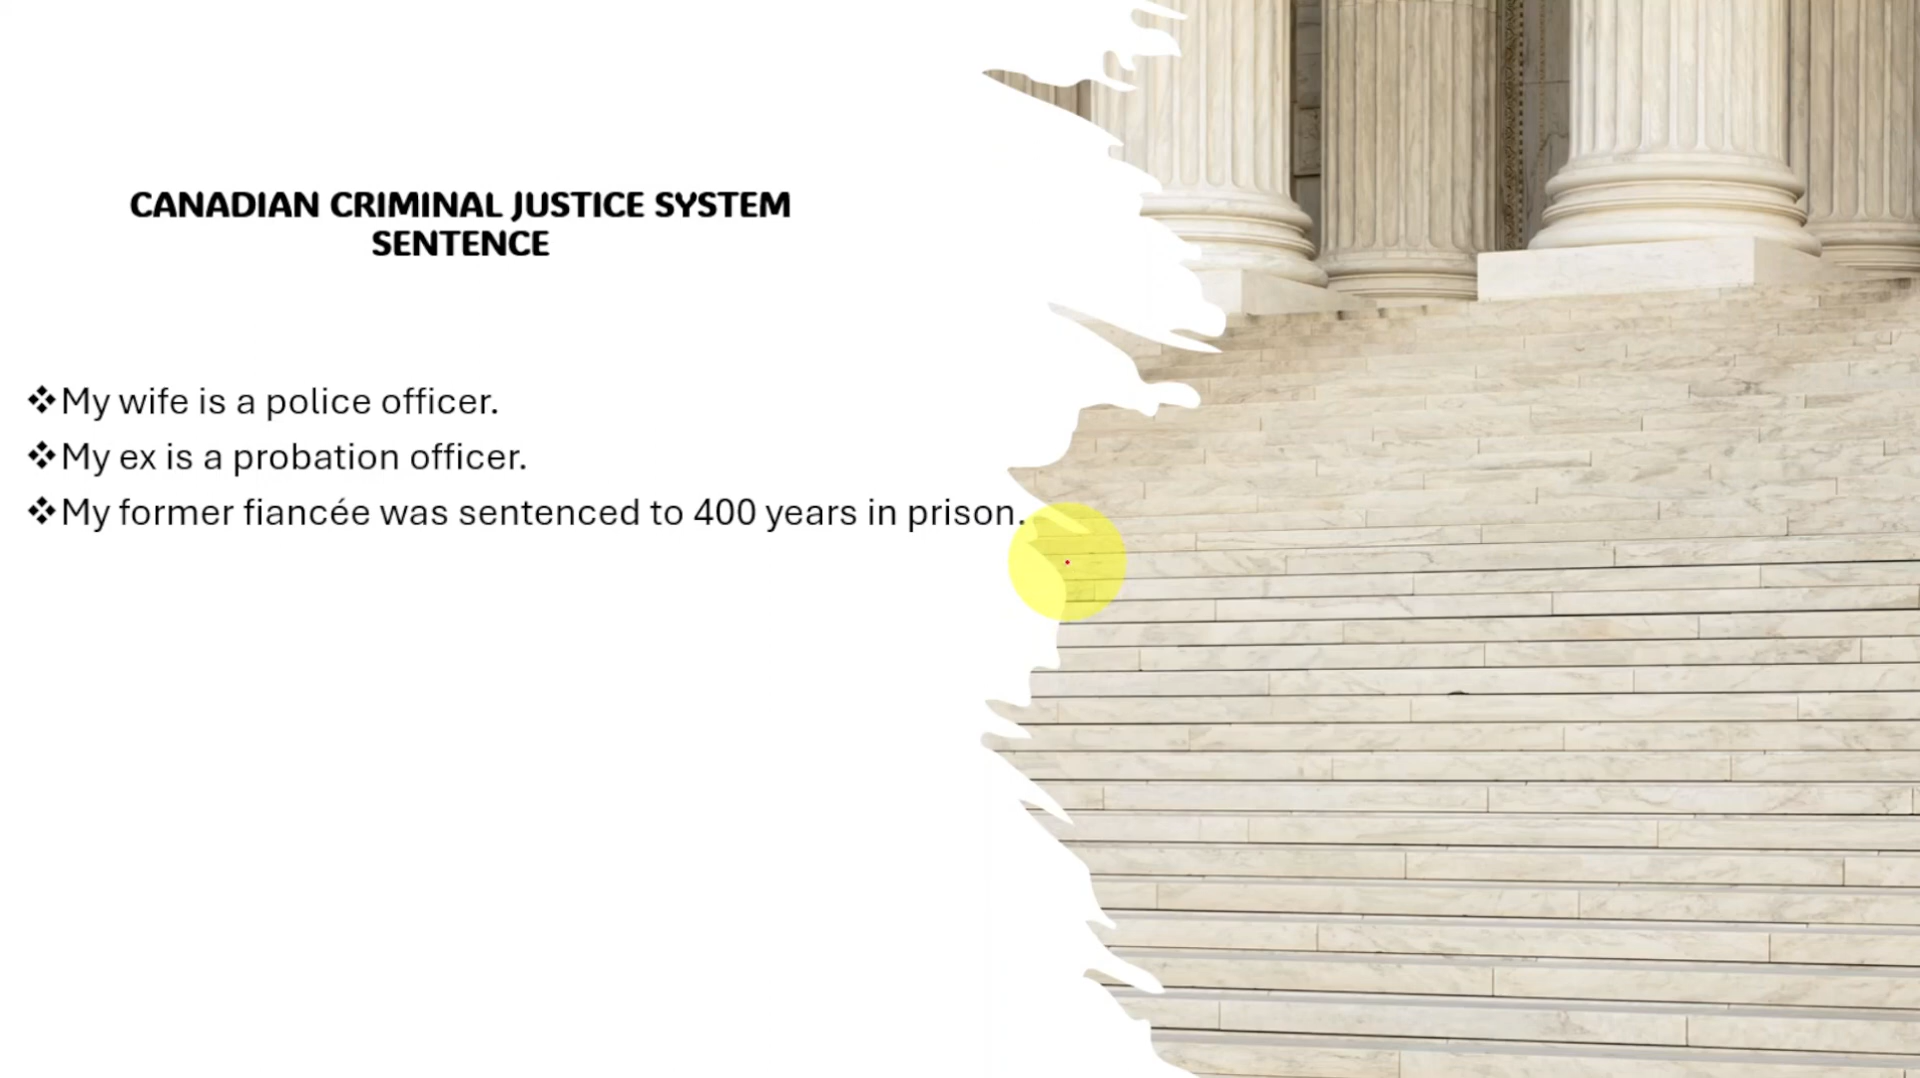 CANADIAN CRIMINAL JUSTICE SYSTEM
SENTENCE
❖My wife is a police officer.
❖My ex is a probation officer.
❖My former fiancée was sentenced to 400 years in prison.